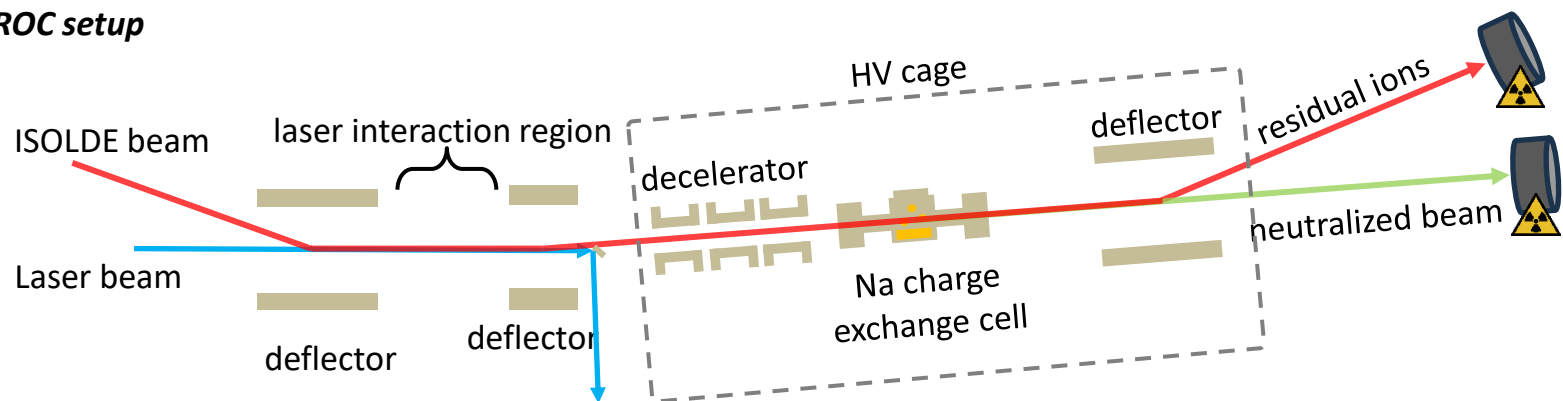 ROC setup
HV cage
ISOLDE beam
laser interaction region
deflector
residual ions
decelerator
neutralized beam
Laser beam
Na charge
exchange cell
deflector
deflector